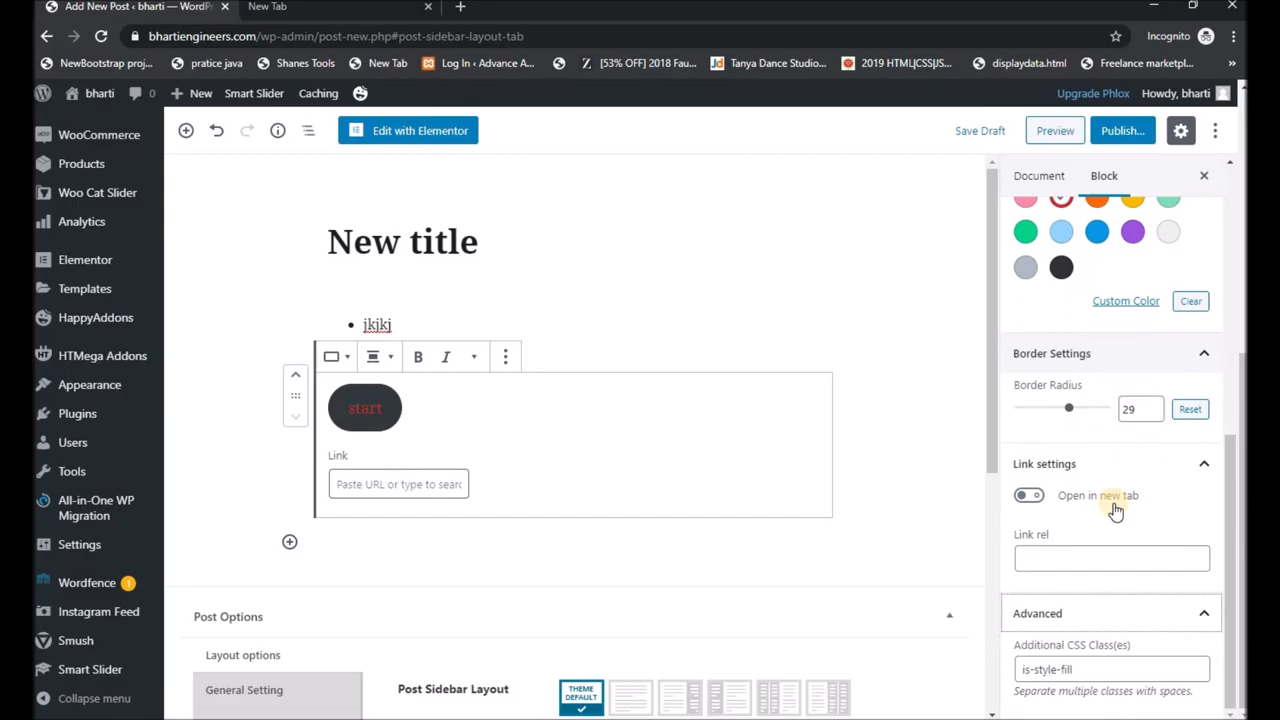 Add New Post ‹ bharti — WordPr
New Tab
bhartiengineers.com/wp-admin/post-new.php#post-sidebar-layout-tab
Incognito
NewBootstrap proj...
pratice java
Shanes Tools
New Tab
Log In ‹ Advance A...
[53% OFF] 2018 Fau...
Tanya Dance Studio...
2019 HTML|CSS|JS...
displaydata.html
Freelance marketpl...
»
bharti
0
New
Smart Slider
Caching
Upgrade Phlox
Howdy, bharti
WooCommerce
Products
Woo Cat Slider
Analytics
Elementor
Templates
HappyAddons
HTMega Addons
Appearance
Plugins
Users
Tools
All-in-One WP
Migration
Settings
Wordfence 1
Instagram Feed
Smush
Smart Slider
Collapse menu
Edit with Elementor
Save Draft
Preview
Publish...
New title
• jkjkj
B
I
start
Link
Paste URL or type to searc
Post Options
Layout options
General Setting
Post Sidebar Layout
THEME
DEFAULT
Document
Block
Custom Color
Clear
Border Settings
Border Radius
29
Reset
Link settings
Open in new tab
Link rel
Advanced
Additional CSS Class(es)
is-style-fill
Separate multiple classes with spaces.